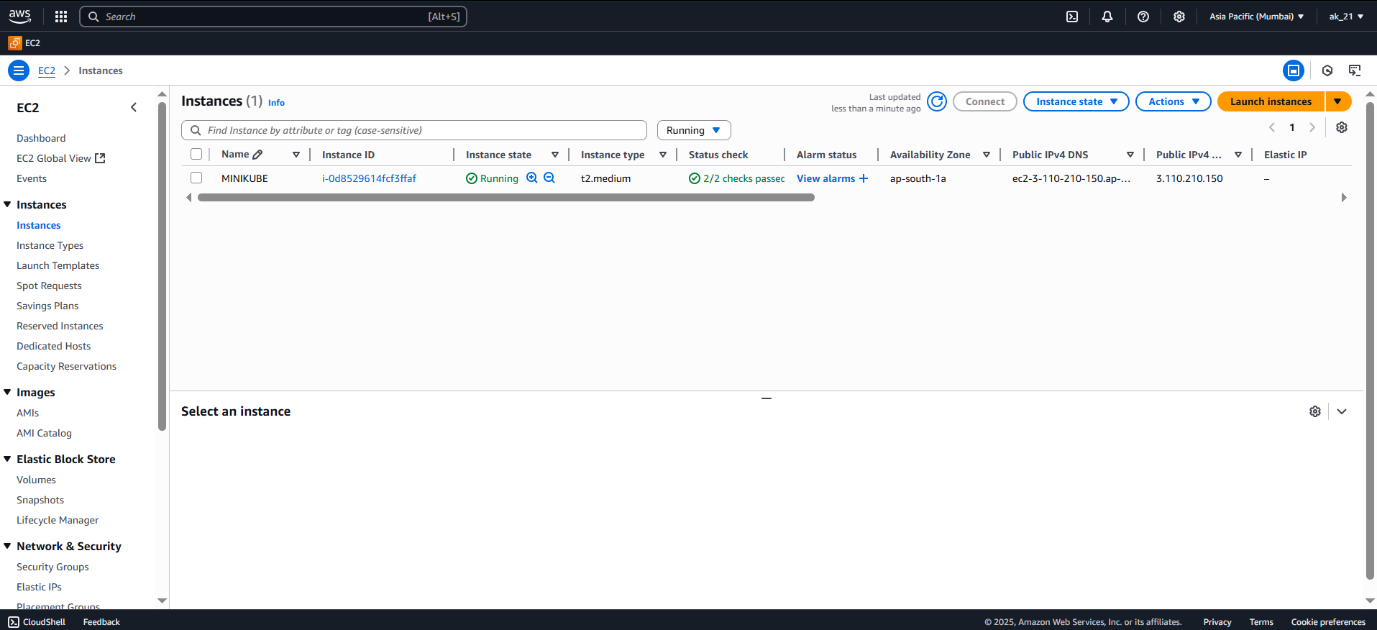 aws
Search [Alt+S]
Asia Pacific (Mumbai)
ak_21
EC2
EC2 Instances
EC2
Dashboard
EC2 Global View
Events
Instances
Instances
Instance Types
Launch Templates
Spot Requests
Savings Plans
Reserved Instances
Dedicated Hosts
Capacity Reservations
Images
AMIs
AMI Catalog
Elastic Block Store
Volumes
Snapshots
Lifecycle Manager
Network & Security
Security Groups
Elastic IPs
Placement Groups
Instances (1) Info
Last updated
less than a minute ago
Connect
Instance state
Actions
Launch instances
Find Instance by attribute or tag (case-sensitive)
Running
1
Name Instance ID Instance state Instance type Status check Alarm status Availability Zone Public IPv4 DNS Public IPv4 ... Elastic IP
MINIKUBE i-0d8529614fcf3ffaf Running t2.medium 2/2 checks passec View alarms + ap-south-1a ec2-3-110-210-150.ap-... 3.110.210.150 –
Select an instance
CloudShell Feedback © 2025, Amazon Web Services, Inc. or its affiliates. Privacy Terms Cookie preferences